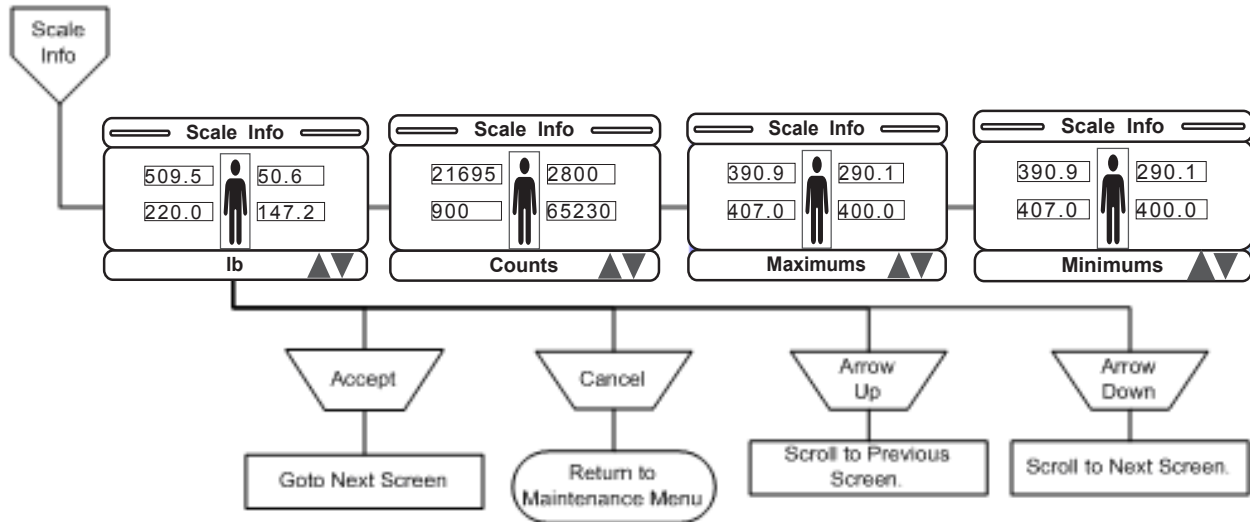 Scale
Info
Scale Info
509.5 50.6
220.0 147.2
lb
Scale Info
21695 2800
900 65230
Counts
Scale Info
390.9 290.1
407.0 400.0
Maximums
Scale Info
390.9 290.1
407.0 400.0
Minimums
Accept
Cancel
Arrow
Up
Arrow
Down
Goto Next Screen
Return to
Maintenance Menu
Scroll to Previous
Screen.
Scroll to Next Screen.